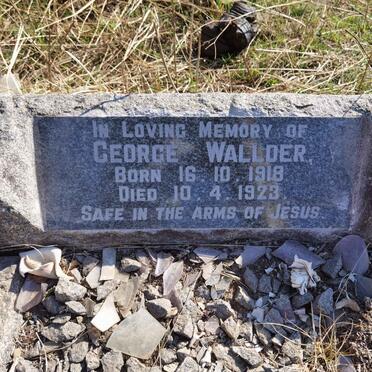 IN LOVING MEMORY OF
GEORGE WALLDER.
BORN 16 10 1918
DIED 10 4 1923.
SAFE IN THE ARMS OF JESUS.